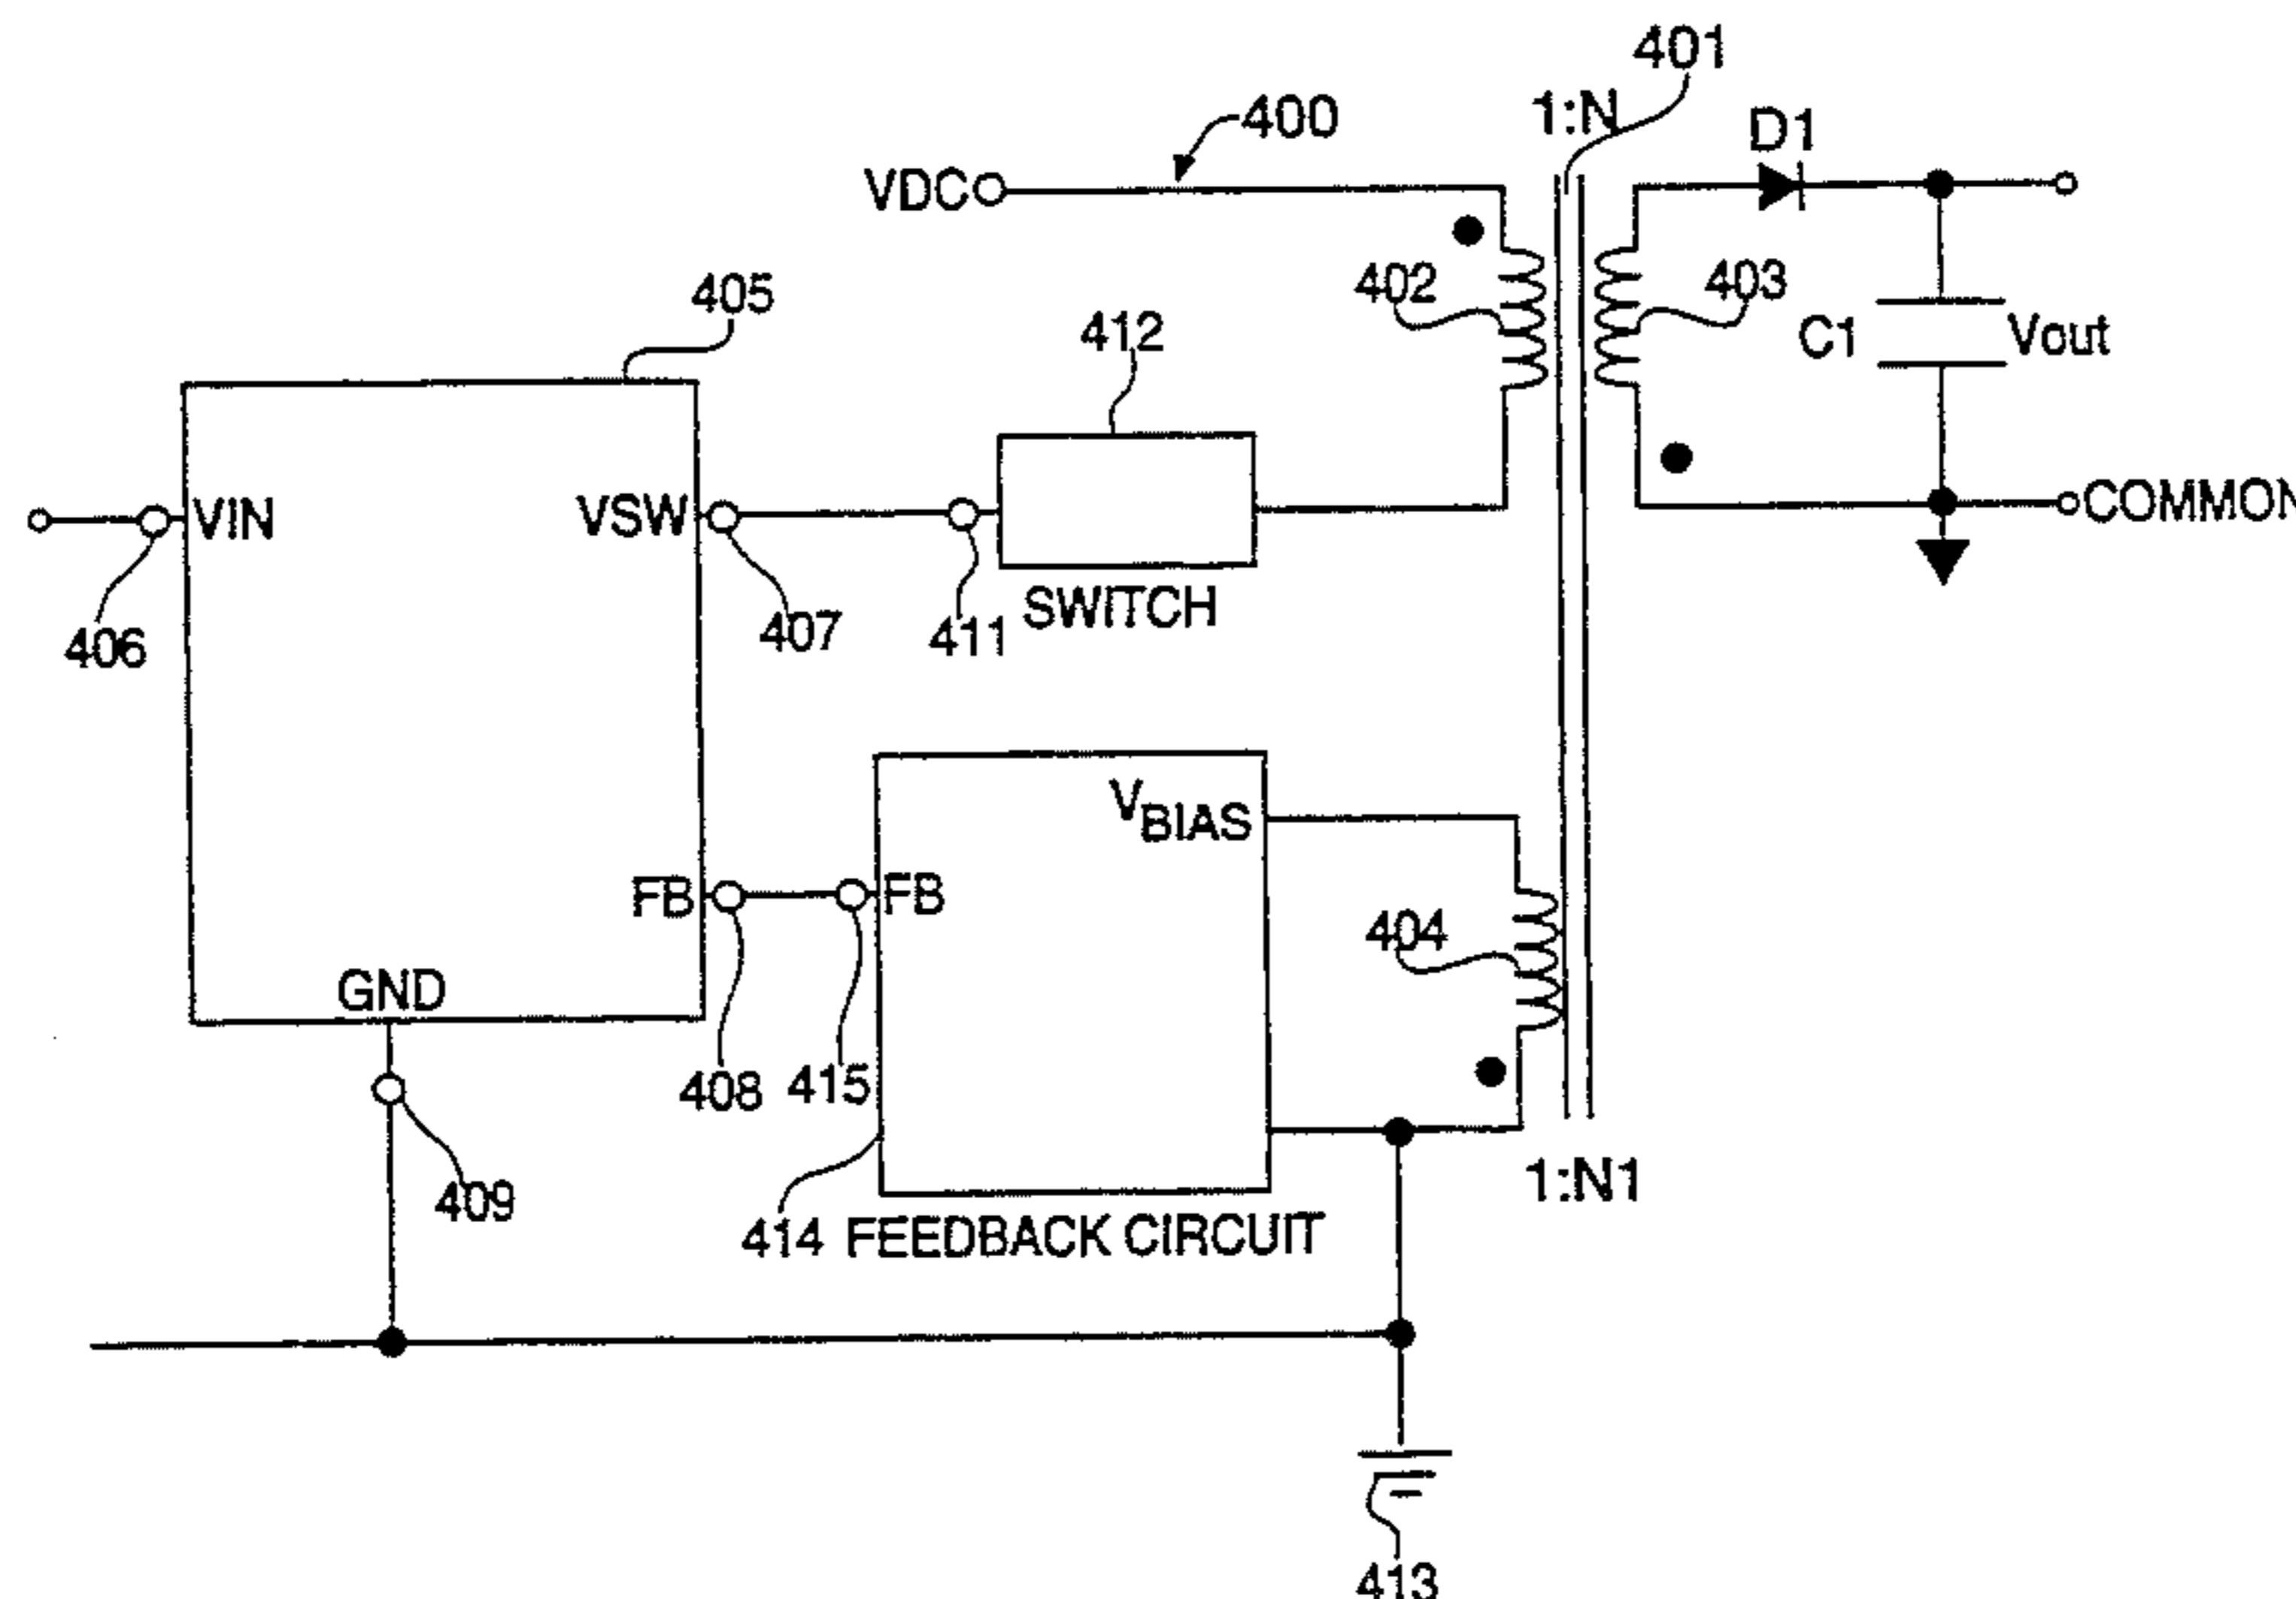 401
400
1:N
D1
VDC
405
402
403
412
C1
Vout
VIN
VSW
COMMON
406
407
411
SWITCH
VBIAS
FB
FB
404
GND
408
415
409
1:N1
414
FEEDBACK CIRCUIT
413